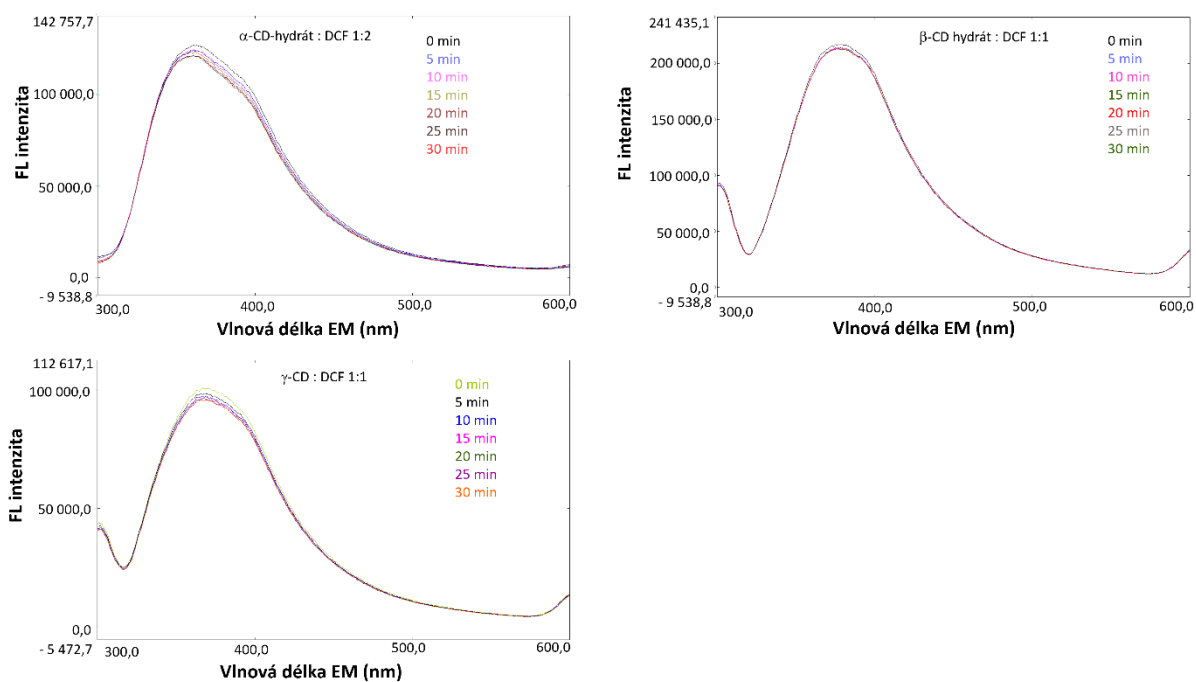 142 757,7
α-CD-hydrát : DCF 1:2
0 min
5 min
10 min
15 min
20 min
25 min
30 min
100 000,0
50 000,0
0,0
- 9 538,8
FL intenzita
300,0
400,0
500,0
600,0
Vlnová délka EM (nm)
241 435,1
β-CD hydrát : DCF 1:1
0 min
5 min
10 min
15 min
20 min
25 min
30 min
200 000,0
150 000,0
100 000,0
50 000,0
0,0
- 9 538,8
FL intenzita
300,0
400,0
500,0
600,0
Vlnová délka EM (nm)
112 617,1
γ-CD : DCF 1:1
0 min
5 min
10 min
15 min
20 min
25 min
30 min
100 000,0
50 000,0
0,0
- 5 472,7
FL intenzita
300,0
400,0
500,0
600,0
Vlnová délka EM (nm)